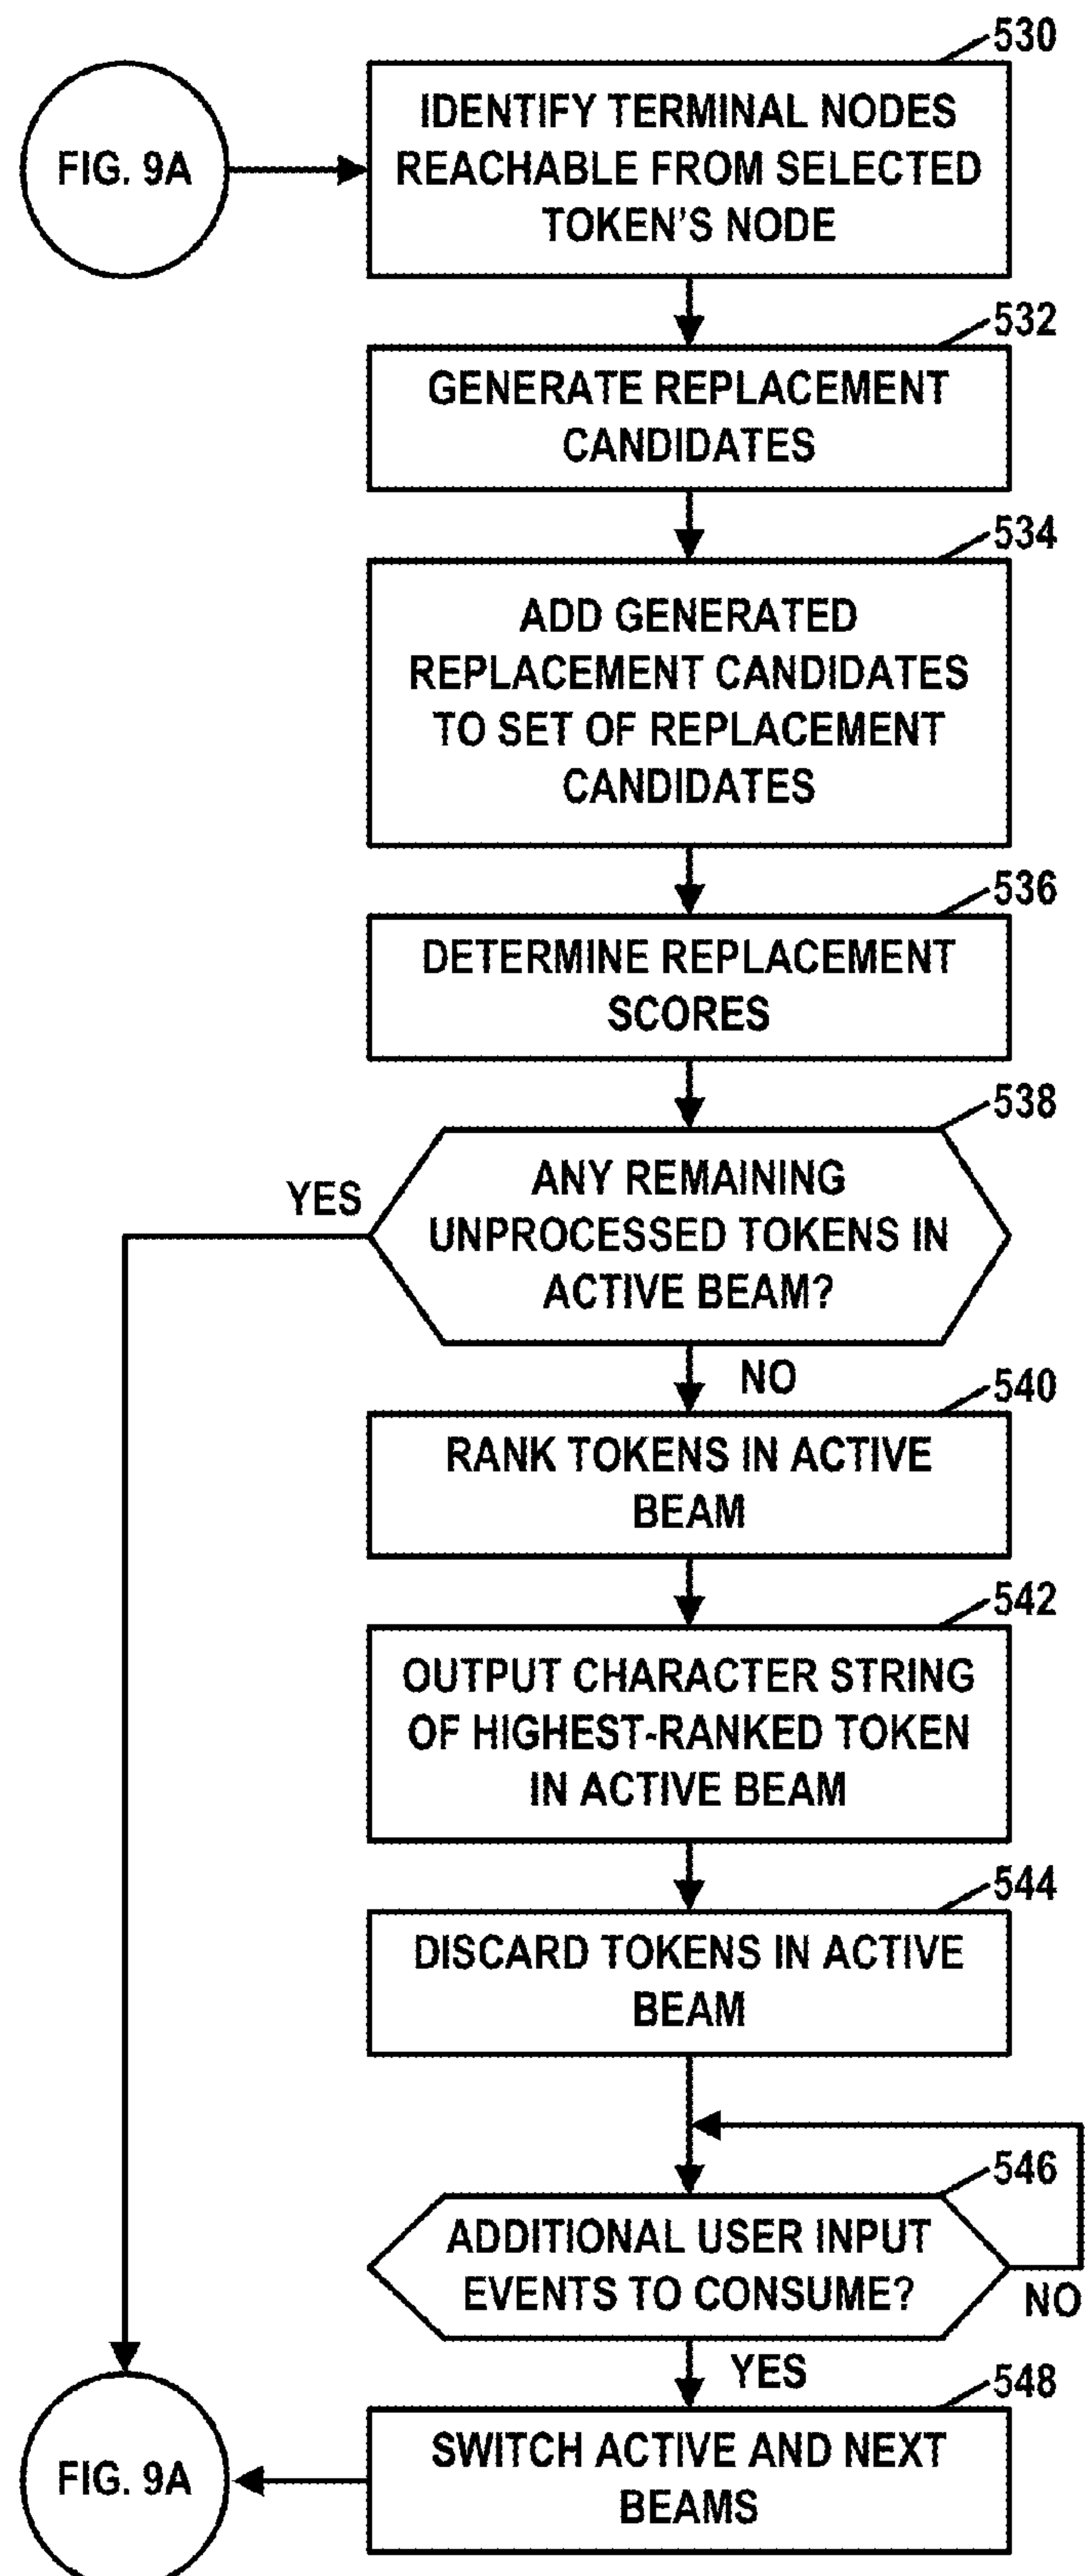 530
FIG. 9A
IDENTIFY TERMINAL NODES
REACHABLE FROM SELECTED
TOKEN'S NODE
532
GENERATE REPLACEMENT
CANDIDATES
534
ADD GENERATED
REPLACEMENT CANDIDATES
TO SET OF REPLACEMENT
CANDIDATES
536
DETERMINE REPLACEMENT
SCORES
538
YES
ANY REMAINING
UNPROCESSED TOKENS IN
ACTIVE BEAM?
NO
540
RANK TOKENS IN ACTIVE
BEAM
542
OUTPUT CHARACTER STRING
OF HIGHEST-RANKED TOKEN
IN ACTIVE BEAM
544
DISCARD TOKENS IN ACTIVE
BEAM
546
ADDITIONAL USER INPUT
EVENTS TO CONSUME?
NO
YES
548
SWITCH ACTIVE AND NEXT
BEAMS
FIG. 9A